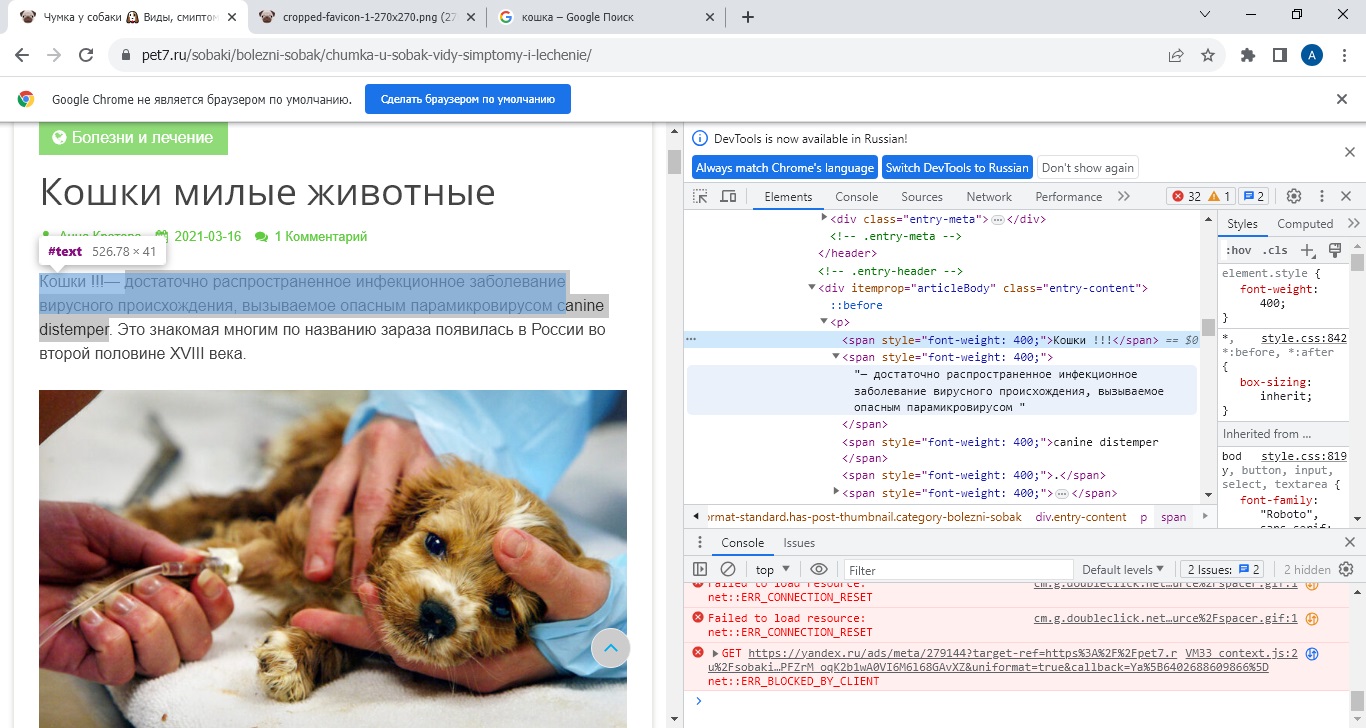 Чумка у собаки Виды, симптом
cropped-favicon-1-270x270.png (27
кошка – Google Поиск
pet7.ru/sobaki/bolezni-sobak/chumka-u-sobak-vidy-simptomy-i-lechenie/
A
Google Chrome не является браузером по умолчанию.
Сделать браузером по умолчанию
Болезни и лечение
Кошки милые животные
2021-03-16 1 Комментарий
#text 526.78 × 41
Кошки !!!— достаточно распространенное инфекционное заболевание
вирусного происхождения, вызываемое опасным парамикровирусом canine
distemper. Это знакомая многим по названию зараза появилась в России во
второй половине XVIII века.
DevTools is now available in Russian!
Always match Chrome's language
Switch DevTools to Russian
Don't show again
Elements Console Sources Network Performance
32 1 2
<div class="entry-meta"> … </div>
<!-- .entry-meta -->
</header>
<!-- .entry-header -->
<div itemprop="articleBody" class="entry-content">
::before
<p>
<span style="font-weight: 400;">Кошки !!!</span> == $0
<span style="font-weight: 400;">
"— достаточно распространенное инфекционное
заболевание вирусного происхождения, вызываемое
опасным парамикровирусом "
</span>
<span style="font-weight: 400;">canine distemper
</span>
<span style="font-weight: 400;">.</span>
<span style="font-weight: 400;"> … </span>
ormat-standard.has-post-thumbnail.category-bolezni-sobak div.entry-content p span
Styles Computed
:hov .cls
element.style {
font-weight:
400;
}
*, style.css:842
*:before, *:after
{
box-sizing:
inherit;
}
Inherited from ...
bod style.css:819
y, button, input,
select, textarea {
font-family:
"Roboto",
sans-serif;
Console Issues
top
Filter
Default levels
2 Issues: 2
2 hidden
Failed to load resource: cm.g.doubleclick.net…urce%2Fspacer.gif:1
net::ERR_CONNECTION_RESET
Failed to load resource: cm.g.doubleclick.net…urce%2Fspacer.gif:1
net::ERR_CONNECTION_RESET
GET https://yandex.ru/ads/meta/279144?target-ref=https%3A%2F%2Fpet7.r VM33 context.js:2
u%2Fsobaki…PFZrM_oqK2b1wA0VI6M6l68GAvXZ&uniformat=true&callback=Ya%5B6402688609866%5D
net::ERR_BLOCKED_BY_CLIENT